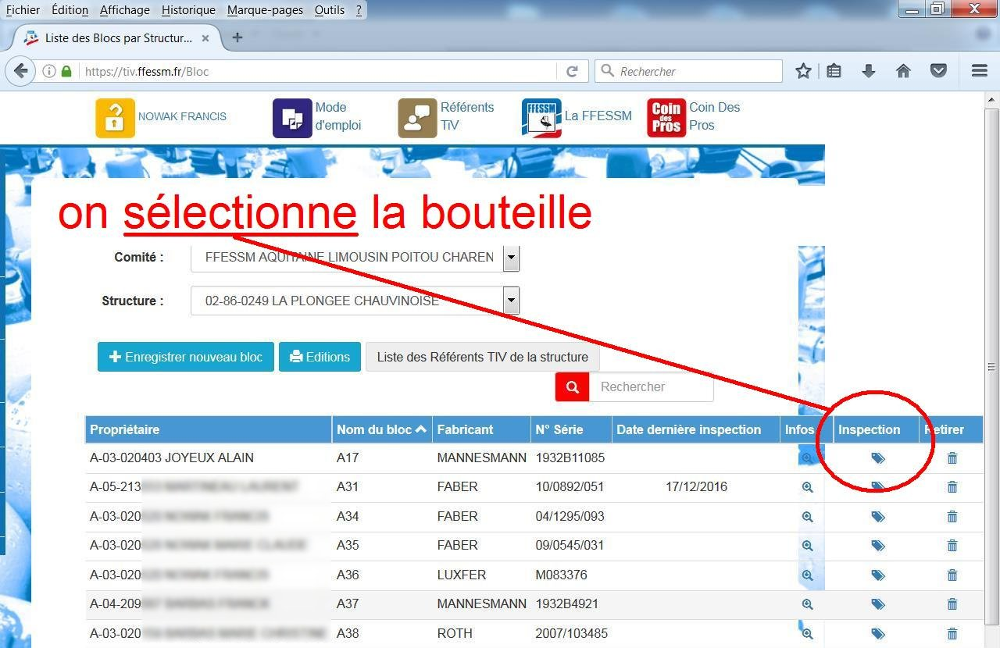 Fichier Édition Affichage Historique Marque-pages Outils ?
Liste des Blocs par Structur...
https://tiv.ffessm.fr/Bloc
Rechercher
NOWAK FRANCIS
Mode d'emploi
Référents TiV
FFESSM
La FFESSM
Coin des Pros
Coin Des Pros
on sélectionne la bouteille
Comité : FFESSM AQUITAINE LIMOUSIN POITOU CHAREN
Structure : 02-86-0249 LA PLONGEE CHAUVINOISE
Enregistrer nouveau bloc Editions Liste des Référents TIV de la structure
Rechercher
Propriétaire Nom du bloc Fabricant N° Série Date dernière inspection Infos Inspection Retirer
A-03-020403 JOYEUX ALAIN A17 MANNESMANN 1932B11085
A-05-213 A31 FABER 10/0892/051 17/12/2016
A-03-020 A34 FABER 04/1295/093
A-03-020 A35 FABER 09/0545/031
A-03-020 A36 LUXFER M083376
A-04-209 A37 MANNESMANN 1932B4921
A-03-020 A38 ROTH 2007/103485